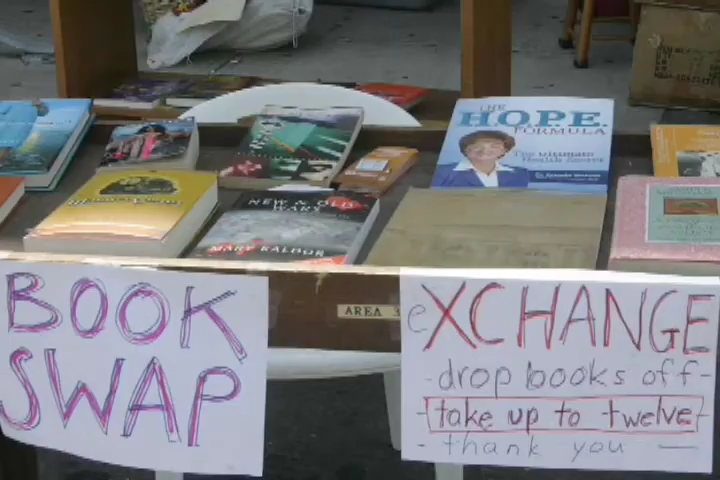 THE
H.O.P.E.
FORMULA
The Ultimate
Health Secret
NEW & OLD
WARS
MARY KALDOR
AREA 3
BOOK
SWAP
eXCHANGE
- drop books off -
- take up to twelve -
- thank you —